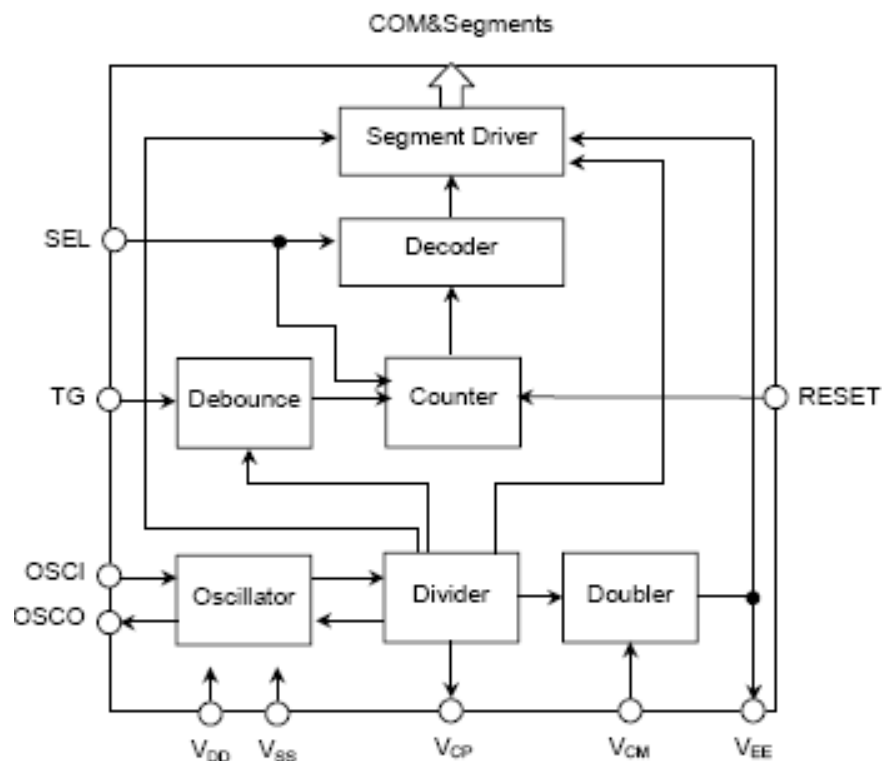 COM&Segments
Segment Driver
SEL
Decoder
TG
Debounce
Counter
RESET
OSCI
OSCO
Oscillator
Divider
Doubler
VDD
VSS
VCP
VCM
VEE